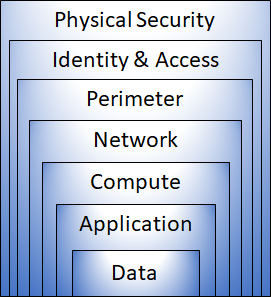 Physical Security
Identity & Access
Perimeter
Network
Compute
Application
Data